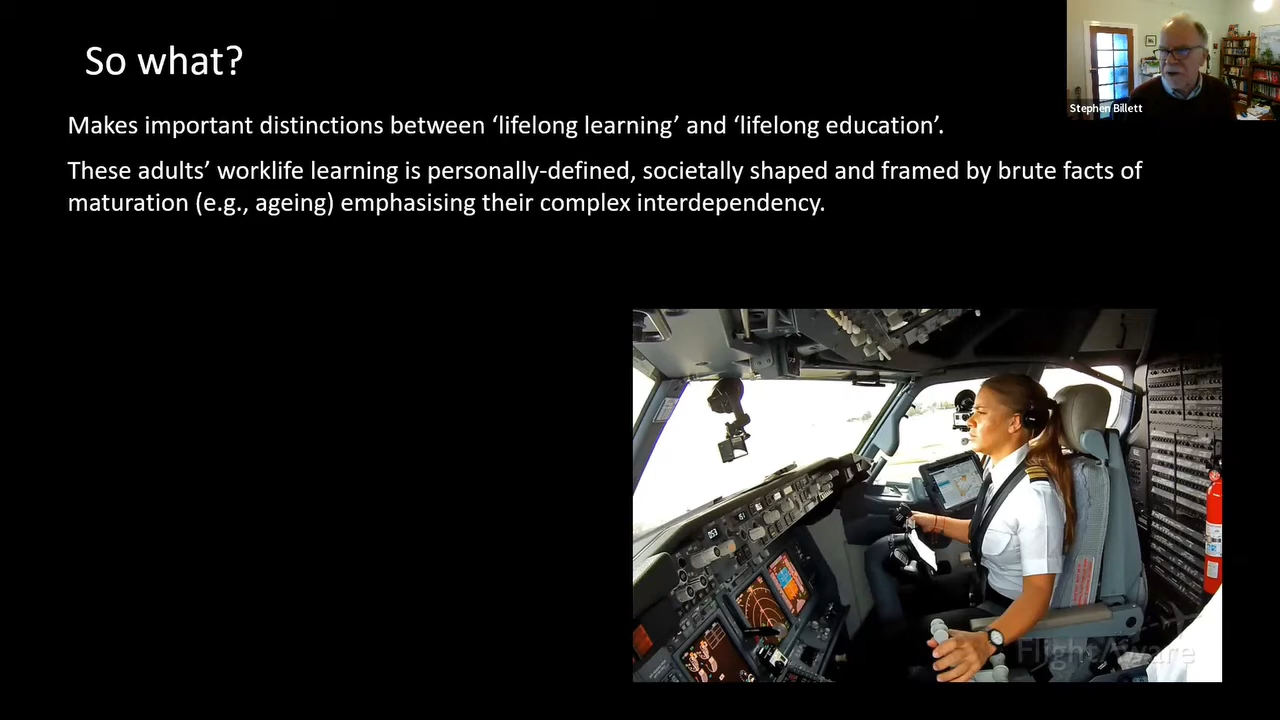 So what?
Stephen Billett
Makes important distinctions between ‘lifelong learning’ and ‘lifelong education’.
These adults’ worklife learning is personally-defined, societally shaped and framed by brute facts of
maturation (e.g., ageing) emphasising their complex interdependency.
FlightAware